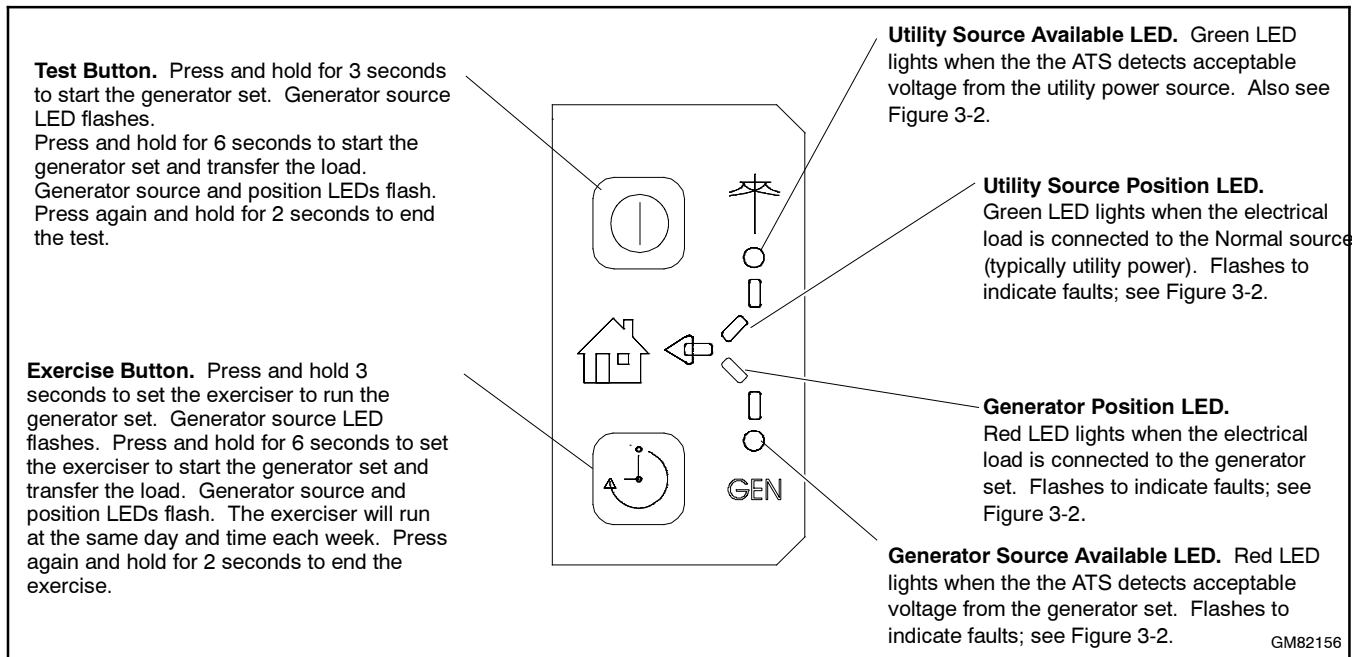 Test Button. Press and hold for 3 seconds
to start the generator set. Generator source
LED flashes.
Press and hold for 6 seconds to start the
generator set and transfer the load.
Generator source and position LEDs flash.
Press again and hold for 2 seconds to end
the test.
Exercise Button. Press and hold 3
seconds to set the exerciser to run the
generator set. Generator source LED
flashes. Press and hold for 6 seconds to set
the exerciser to start the generator set and
transfer the load. Generator source and
position LEDs flash. The exerciser will run
at the same day and time each week. Press
again and hold for 2 seconds to end the
exercise.
GEN
Utility Source Available LED. Green LED
lights when the the ATS detects acceptable
voltage from the utility power source. Also see
Figure 3-2.
Utility Source Position LED.
Green LED lights when the electrical
load is connected to the Normal source
(typically utility power). Flashes to
indicate faults; see Figure 3-2.
Generator Position LED.
Red LED lights when the electrical
load is connected to the generator
set. Flashes to indicate faults; see
Figure 3-2.
Generator Source Available LED. Red LED
lights when the the ATS detects acceptable
voltage from the generator set. Flashes to
indicate faults; see Figure 3-2.
GM82156